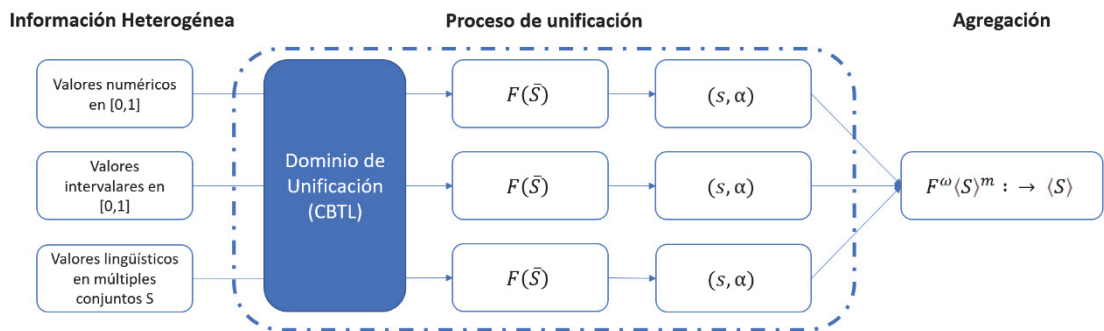 Información Heterogénea
Proceso de unificación
Agregación
Valores numéricos
en [0,1]
F(S̄)
(s, α)
Valores
intervalares en
[0,1]
Dominio de
Unificación
(CBTL)
F(S̄)
(s, α)
F^ω⟨S⟩^m : → ⟨S⟩
Valores lingüísticos
en múltiples
conjuntos S
F(S̄)
(s, α)